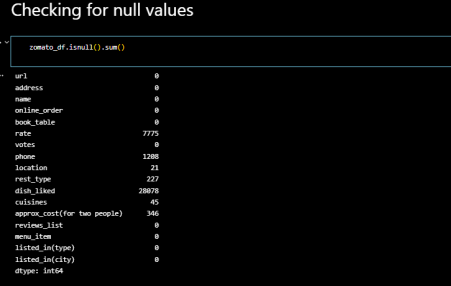 Checking for null values
zomato_df.isnull().sum()
url 0
address 0
name 0
online_order 0
book_table 0
rate 7775
votes 0
phone 1208
location 21
rest_type 227
dish_liked 28078
cuisines 45
approx_cost(for two people) 346
reviews_list 0
menu_item 0
listed_in(type) 0
listed_in(city) 0
dtype: int64